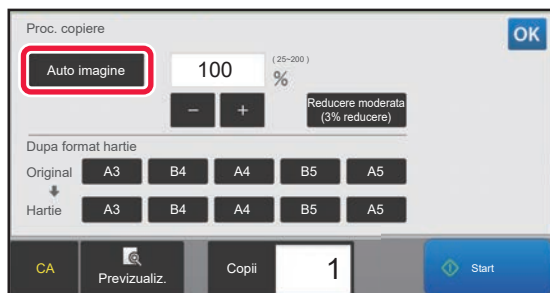 Proc. copiere
OK
Auto imagine
100
(25~200)
%
–
+
Reducere moderata
(3% reducere)
Dupa format hartie
Original A3 B4 A4 B5 A5
Hartie A3 B4 A4 B5 A5
CA
Previzualiz.
Copii
1
Start